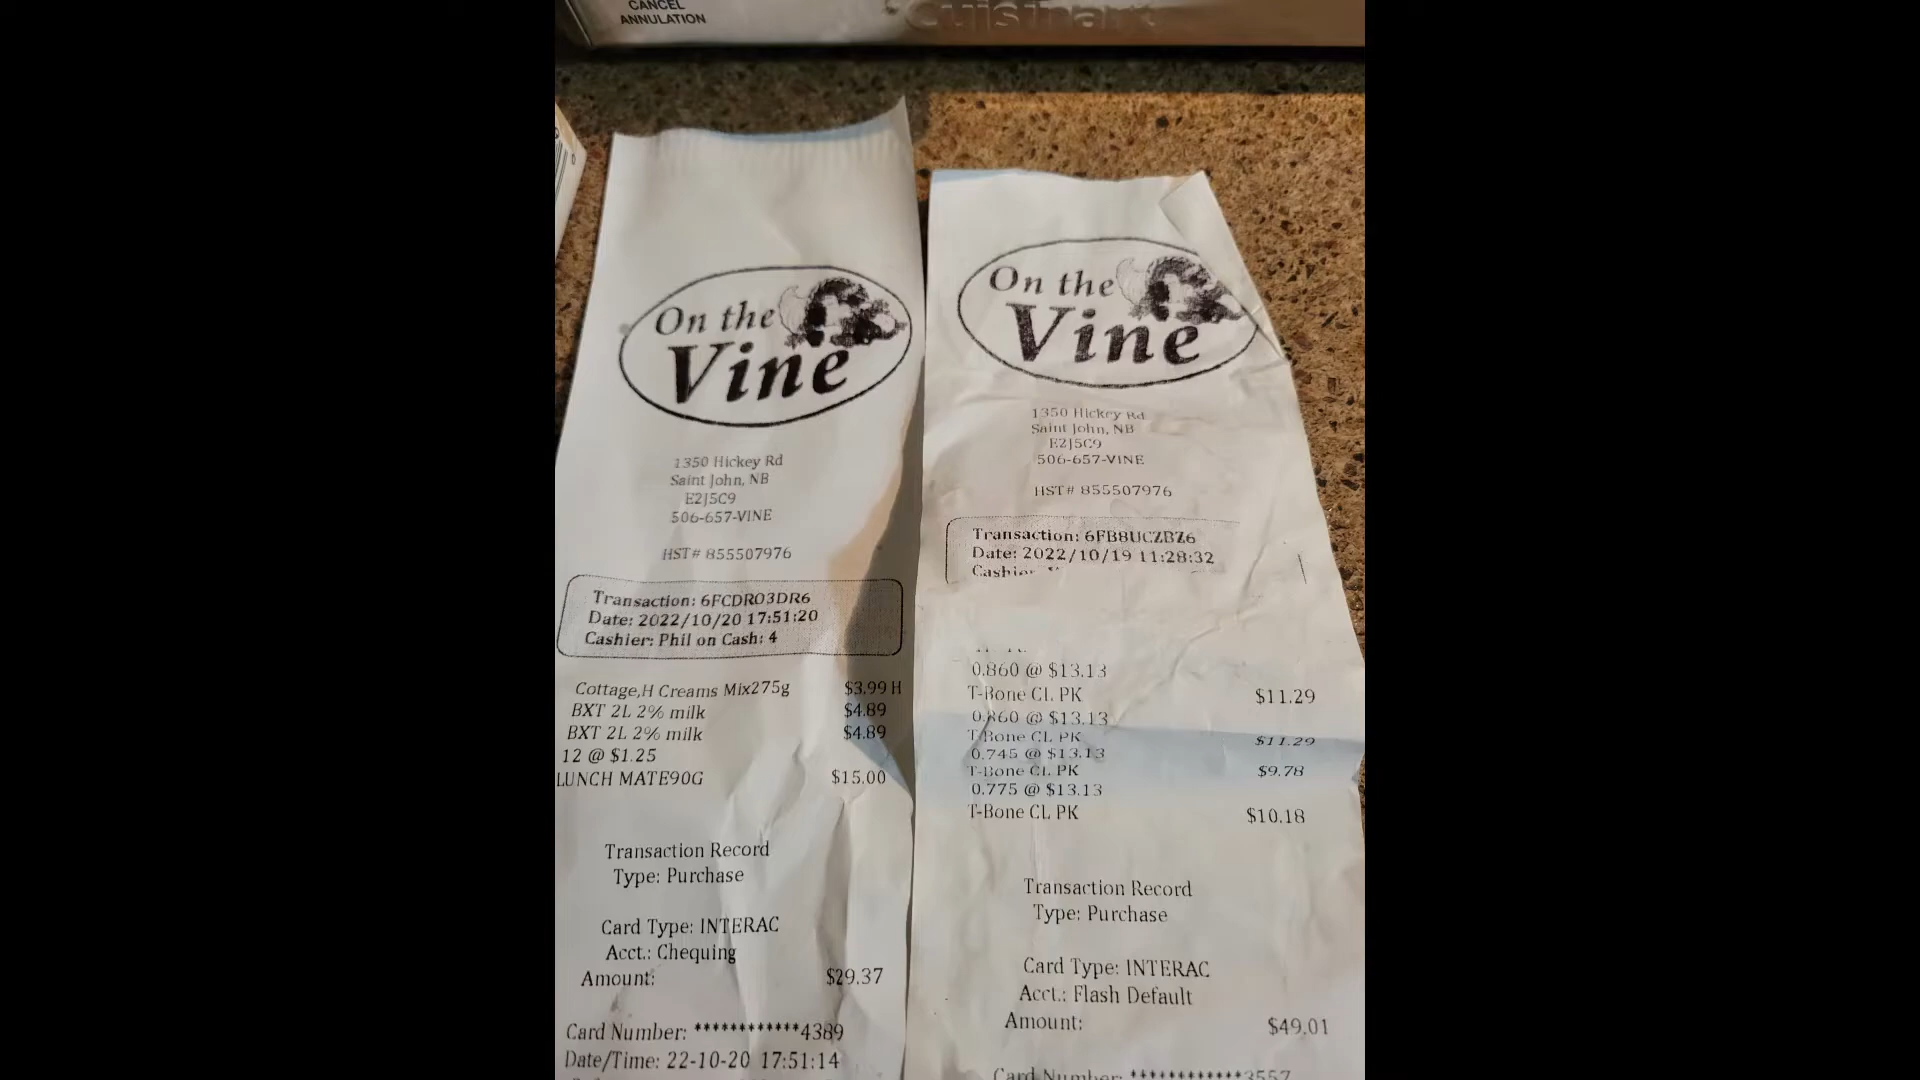 CANCEL
ANNULATION
Cuisinart
On the
Vine
1350 Hickey Rd
Saint John, NB
E2J5C9
506-657-VINE
HST# 855507976
Transaction: 6FCDRO3DR6
Date: 2022/10/20 17:51:20
Cashier: Phil on Cash: 4
Cottage,H Creams Mix275g $3.99 H
BXT 2L 2% milk $4.89
BXT 2L 2% milk $4.89
12 @ $1.25
LUNCH MATE90G $15.00
Transaction Record
Type: Purchase
Card Type: INTERAC
Acct.: Chequing
Amount: $29.37
Card Number: ************4389
Date/Time: 22-10-20 17:51:14
On the
Vine
1350 Hickey Rd
Saint John, NB
E2J5C9
506-657-VINE
HST# 855507976
Transaction: 6FB8UCZBZ6
Date: 2022/10/19 11:28:32
Cashier
0.860 @ $13.13
T-Bone CL PK $11.29
0.860 @ $13.13
T-Bone CL PK $11.29
0.745 @ $13.13
T-Bone CL PK $9.78
0.775 @ $13.13
T-Bone CL PK $10.18
Transaction Record
Type: Purchase
Card Type: INTERAC
Acct.: Flash Default
Amount: $49.01
Card Number: ************3557